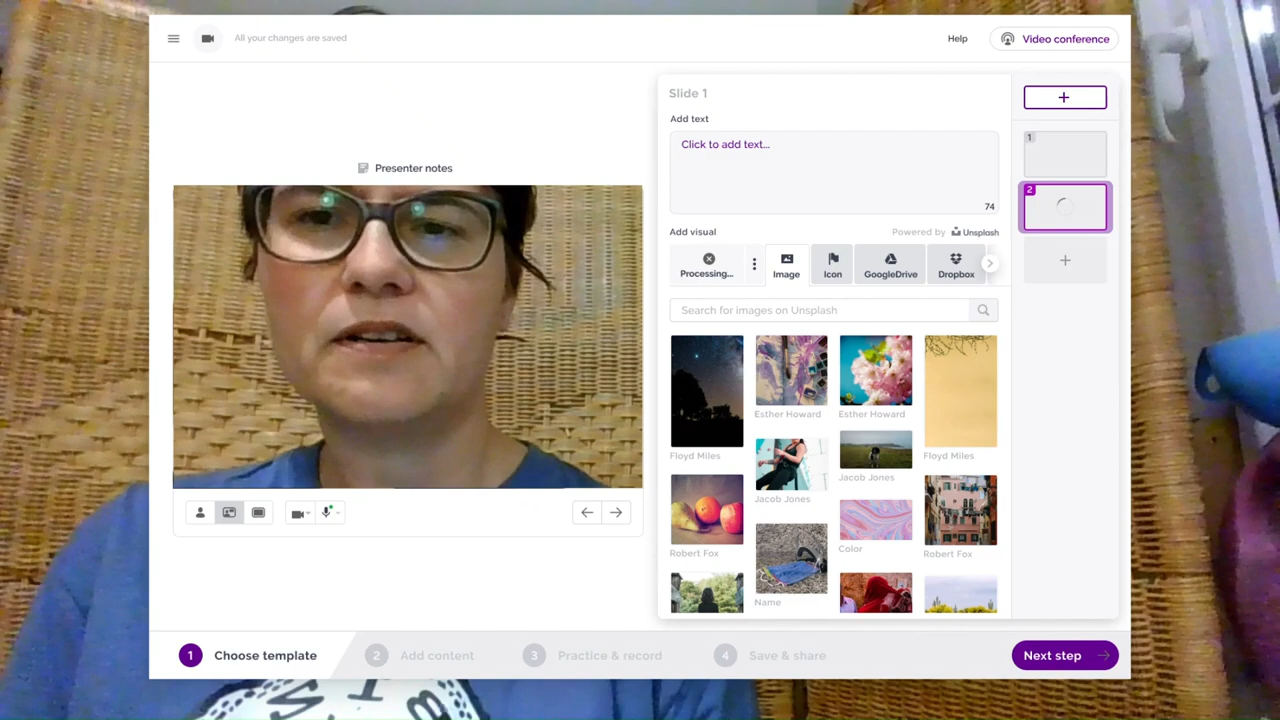 All your changes are saved
Help
Video conference
Slide 1
Add text
Click to add text...
74
Presenter notes
Add visual
Powered by Unsplash
Processing...
Image
Icon
GoogleDrive
Dropbox
Search for images on Unsplash
Floyd Miles
Esther Howard
Esther Howard
Floyd Miles
Jacob Jones
Jacob Jones
Robert Fox
Name
Color
Robert Fox
1
2
1 Choose template
2 Add content
3 Practice & record
4 Save & share
Next step